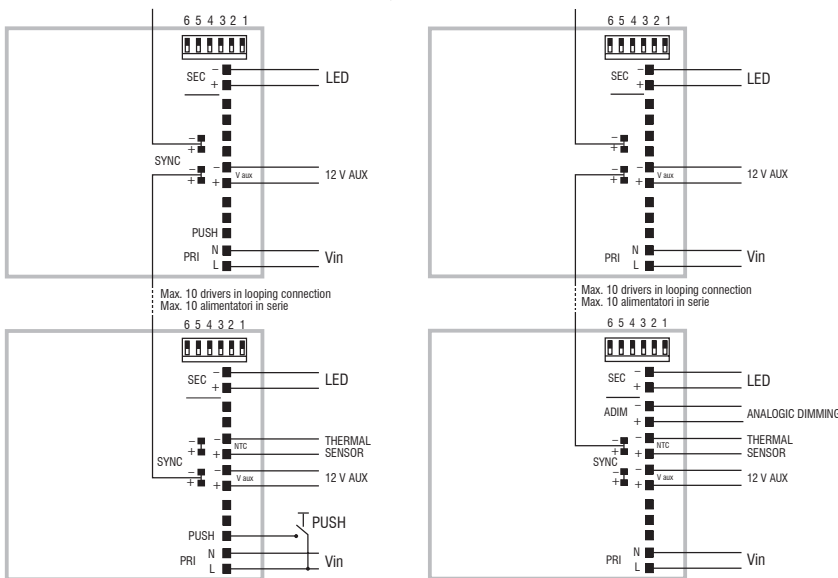 6 5 4 3 2 1
–
SEC
+
LED
–
+
SYNC
–
+
–
V aux
+
12 V AUX
PUSH
N
PRI
L
Vin
Max. 10 drivers in looping connection
Max. 10 alimentatori in serie
6 5 4 3 2 1
–
SEC
+
LED
–
+
–
NTC
+
THERMAL
SENSOR
SYNC
–
+
–
V aux
+
12 V AUX
PUSH
PUSH
N
PRI
L
Vin
6 5 4 3 2 1
–
SEC
+
LED
–
+
–
+
–
V aux
+
12 V AUX
N
PRI
L
Vin
Max. 10 drivers in looping connection
Max. 10 alimentatori in serie
6 5 4 3 2 1
–
SEC
+
LED
ADIM
–
+
ANALOGIC DIMMING
–
+
–
NTC
+
THERMAL
SENSOR
SYNC
–
+
–
V aux
+
12 V AUX
N
PRI
L
Vin